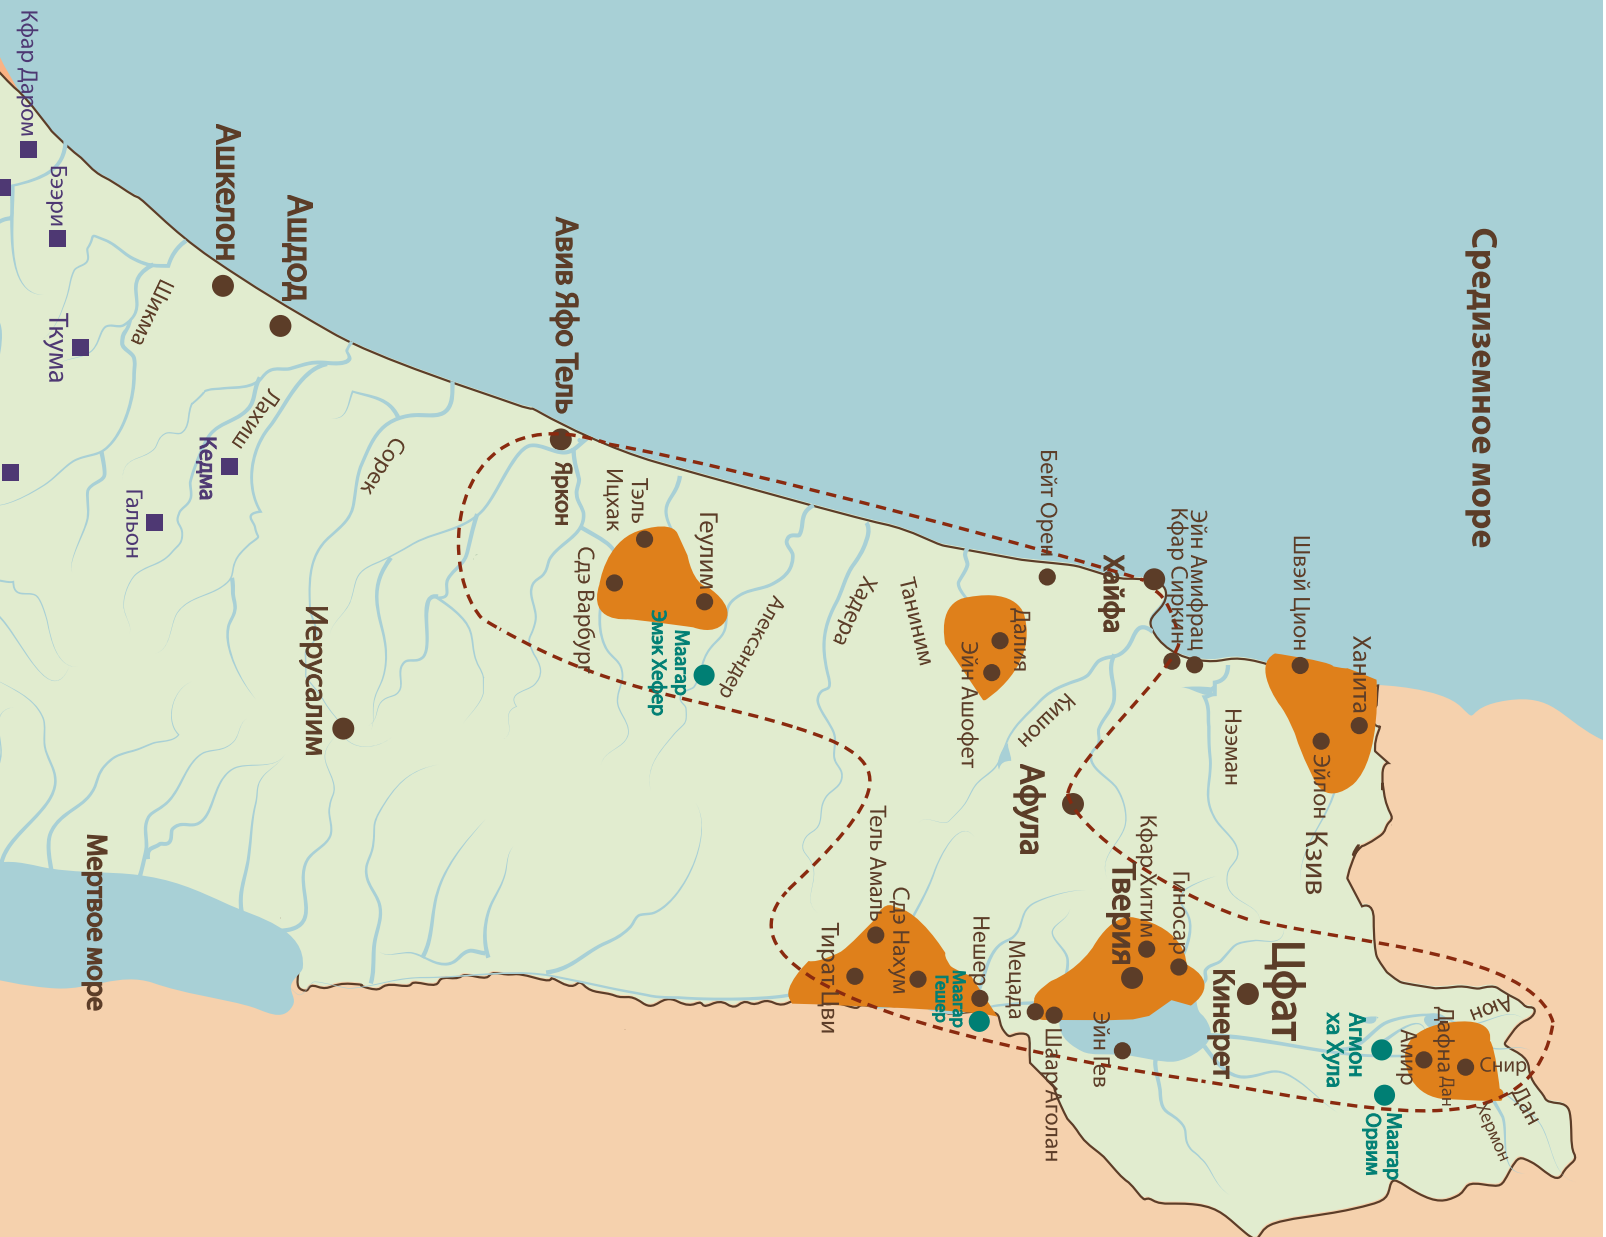 Средиземное море
Кфар Даром
Бээри
Ткума
Ашкелон
Ашдод
Шикма
Лахиш
Кедма
Гальон
Сорек
Иерусалим
Мертвое море
Авив Яфо Тель
Яркон
Тэль
Ицхак
Сдэ Варбург
Геулим
Маагар
Эмэк Хефер
Александер
Хадера
Таниним
Бейт Орен
Далия
Эйн Ашофет
Хайфа
Эйн Амифрац
Кфар Сиркин
Кишон
Нээман
Швэй Цион
Ханита
Эйлон
Кзив
Афула
Тель Амаль
Сдэ Нахум
Тират Цви
Нешер
Маагар
Гешер
Мецада
Шаар Аголан
Кфар Хитим
Гиносар
Тверия
Эйн Гев
Кинерет
Цфат
Агмон
ха Хула
Маагар
Орвим
Аюн
Дафна
Дан
Амир
Снир
Дан
Хермон